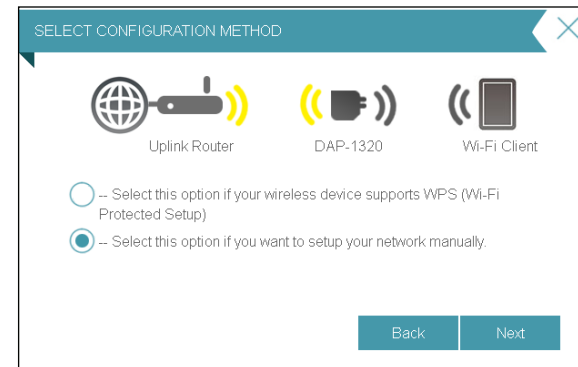 SELECT CONFIGURATION METHOD
Uplink Router
DAP-1320
Wi-Fi Client
-- Select this option if your wireless device supports WPS (Wi-Fi
Protected Setup)
-- Select this option if you want to setup your network manually.
Back
Next